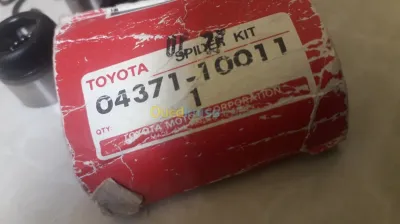 SPIDER KIT
TOYOTA
04371-10011
QTY. 1
TOYOTA MOTOR CORPORATION